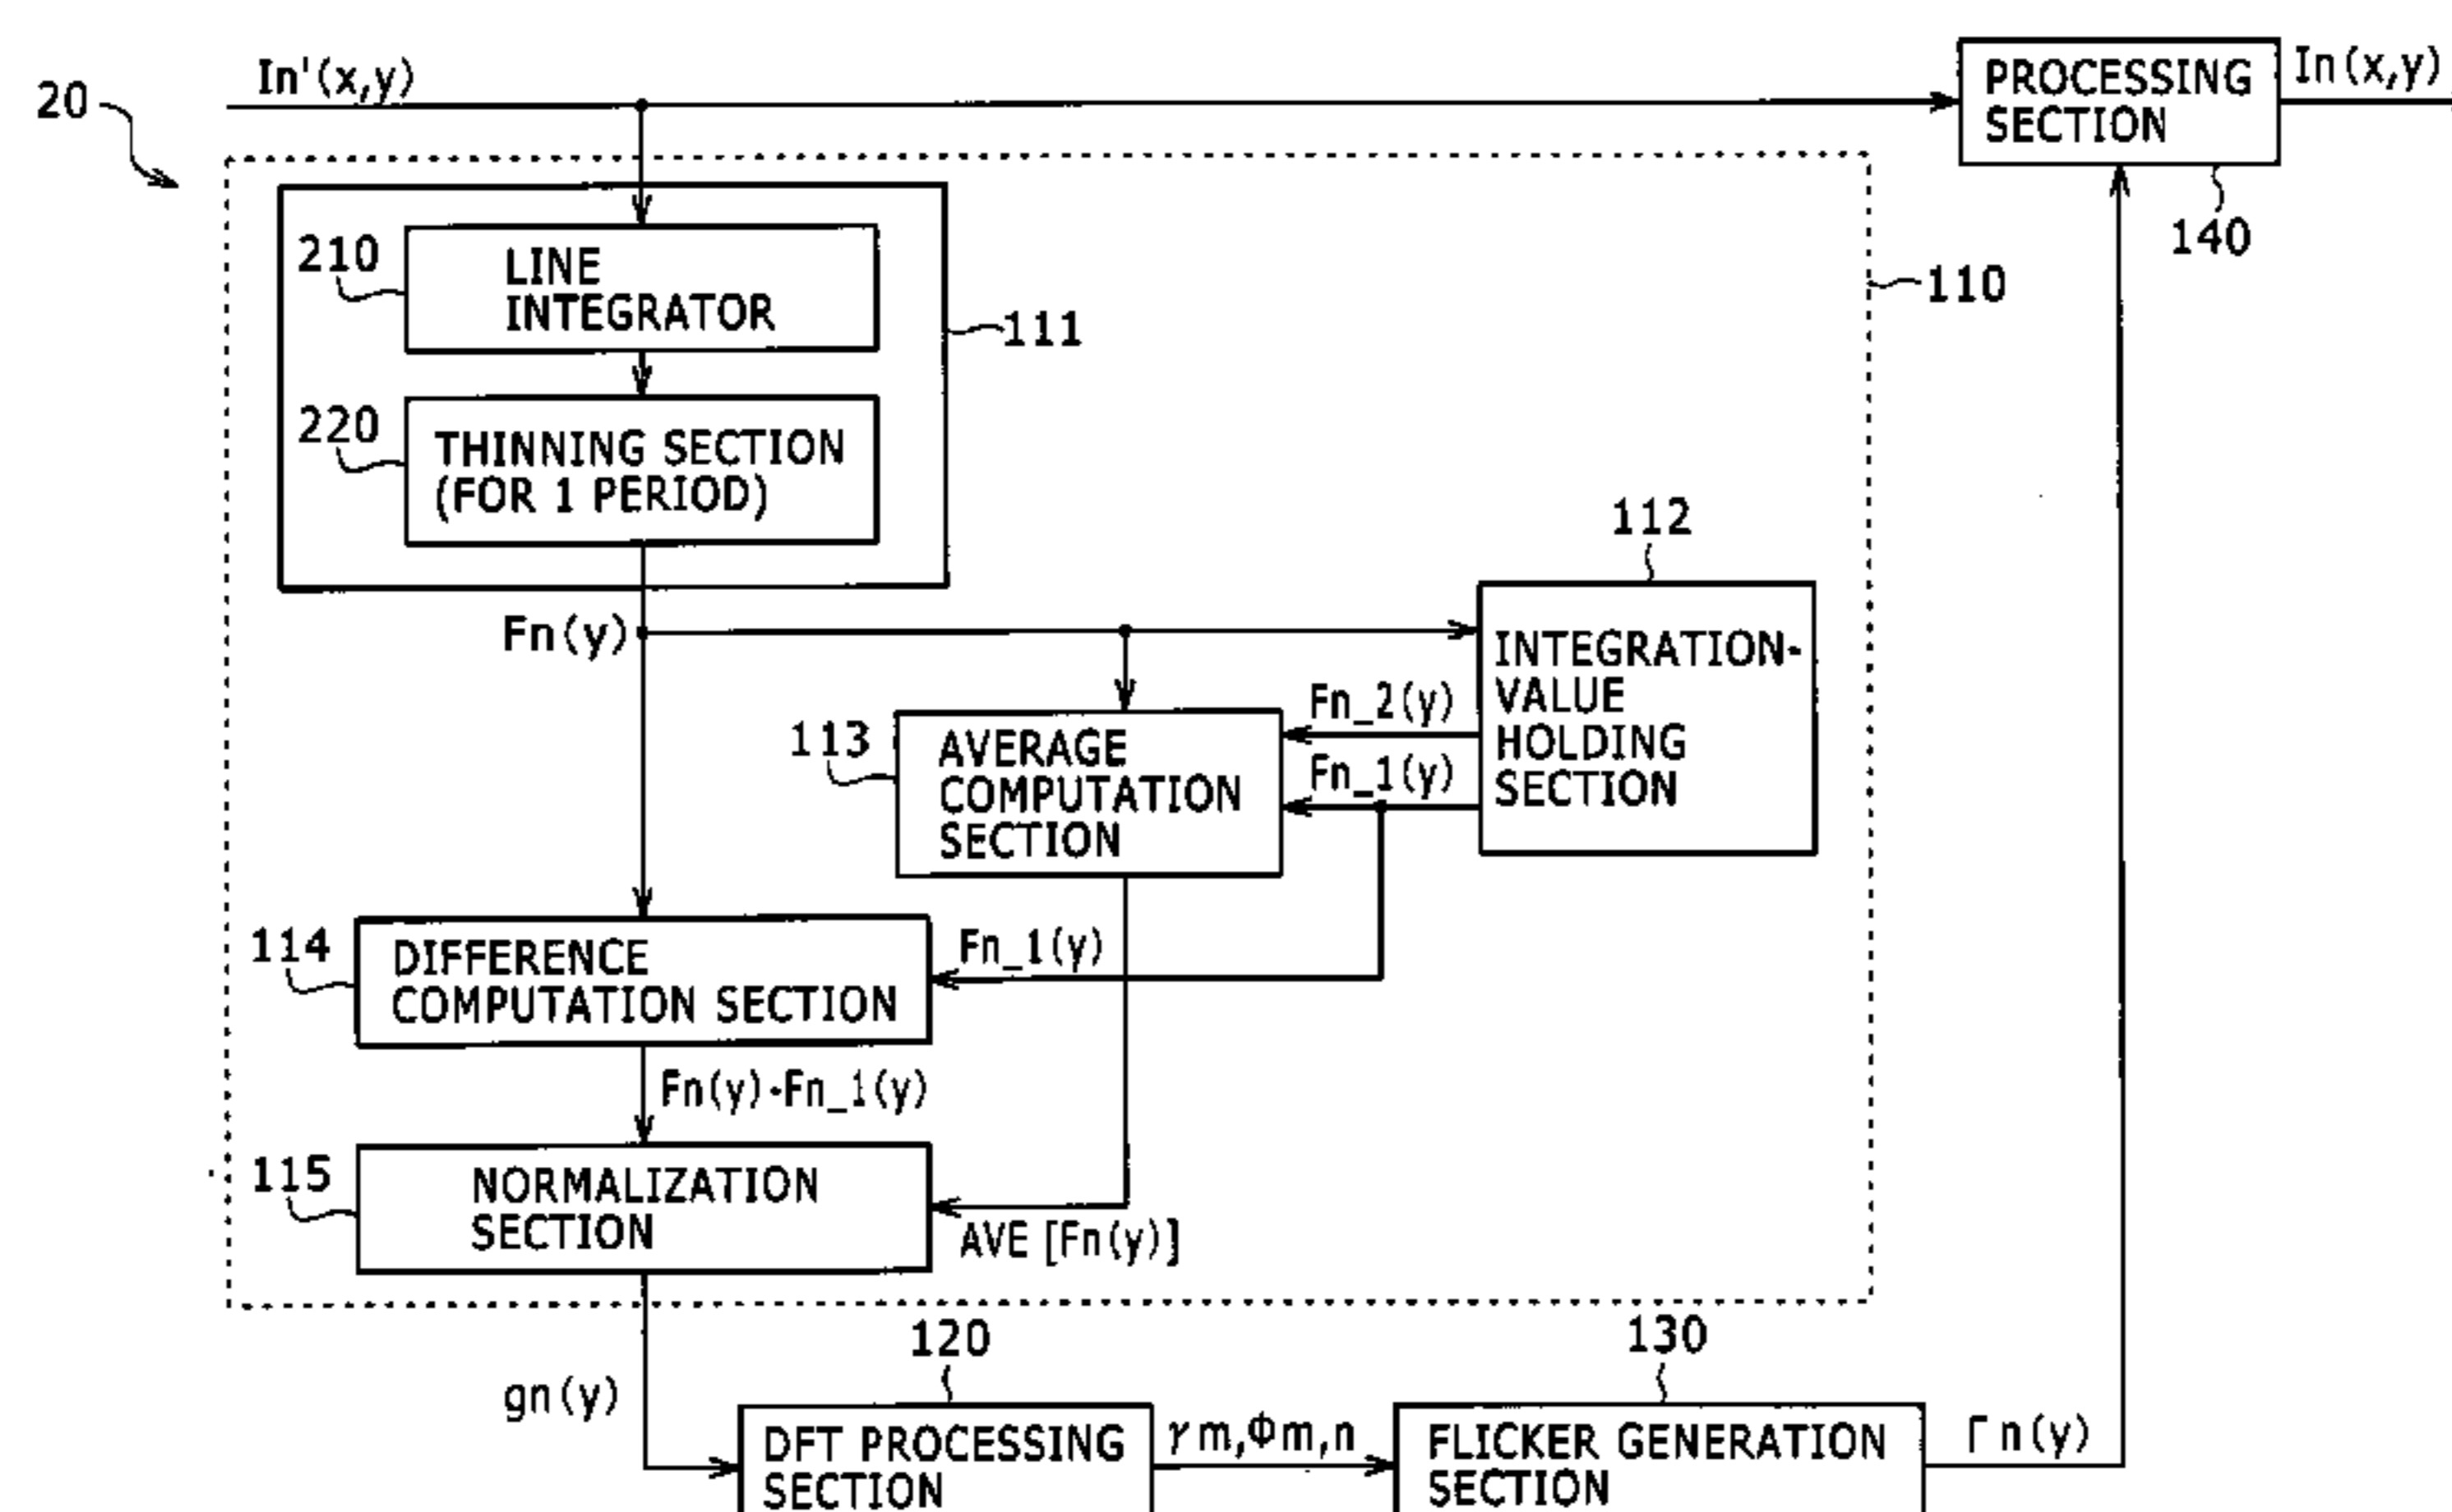 20
In'(x,y)
PROCESSING
SECTION
In(x,y)
140
110
210
LINE
INTEGRATOR
111
220
THINNING SECTION
(FOR 1 PERIOD)
112
Fn(y)
INTEGRATION-
VALUE
HOLDING
SECTION
Fn_2(y)
Fn_1(y)
113
AVERAGE
COMPUTATION
SECTION
114
DIFFERENCE
COMPUTATION SECTION
Fn_1(y)
Fn(y)-Fn_1(y)
115
NORMALIZATION
SECTION
AVE [Fn(y)]
gn(y)
120
DFT PROCESSING
SECTION
γm,Φm,n
130
FLICKER GENERATION
SECTION
Γn(y)